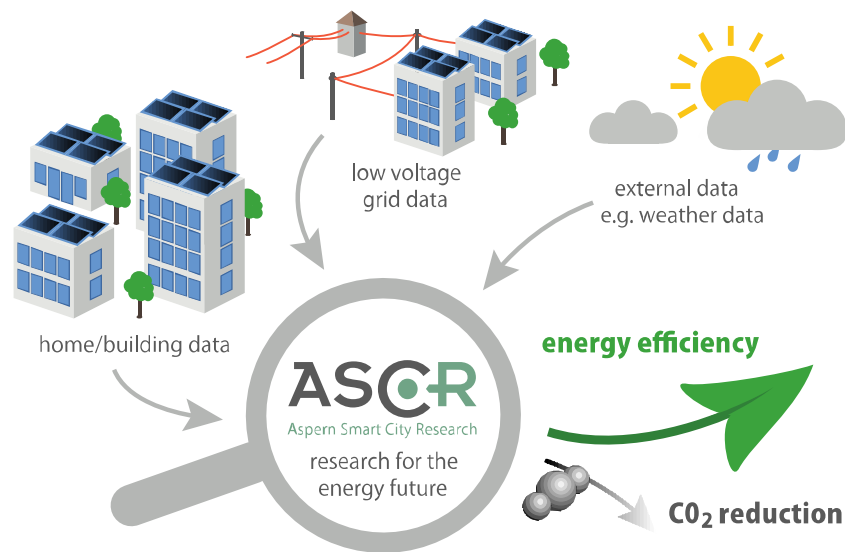 low voltage
grid data
external data
e.g. weather data
home/building data
energy efficiency
ASCR
Aspern Smart City Research
research for the
energy future
C0₂ reduction